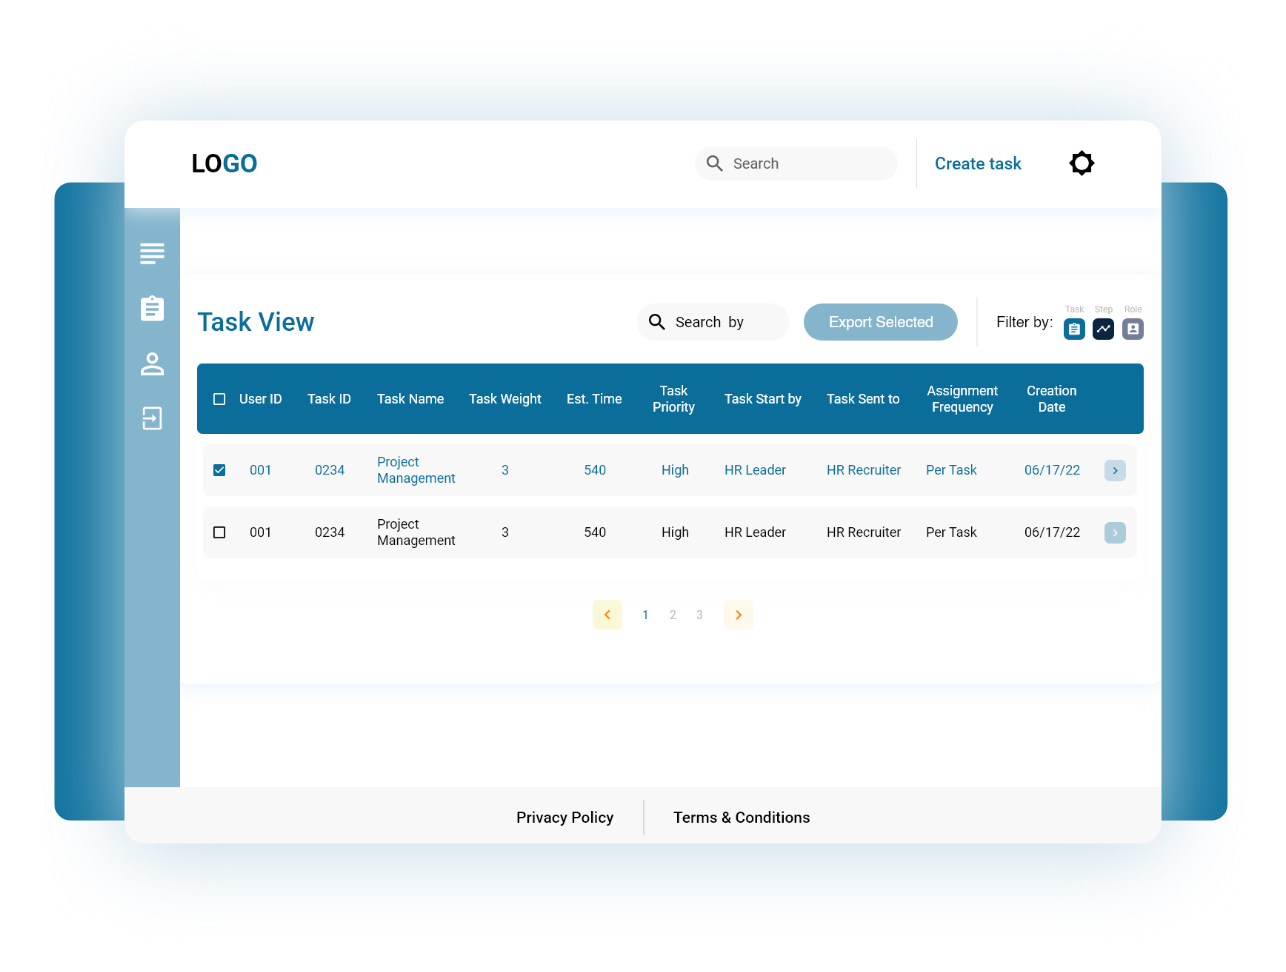 LOGO
Search
Create task
Task View
Search by
Export Selected
Filter by:
Task
Step
Role
User ID
Task ID
Task Name
Task Weight
Est. Time
Task
Priority
Task Start by
Task Sent to
Assignment
Frequency
Creation
Date
001
0234
Project
Management
3
540
High
HR Leader
HR Recruiter
Per Task
06/17/22
001
0234
Project
Management
3
540
High
HR Leader
HR Recruiter
Per Task
06/17/22
1
2
3
Privacy Policy
Terms & Conditions